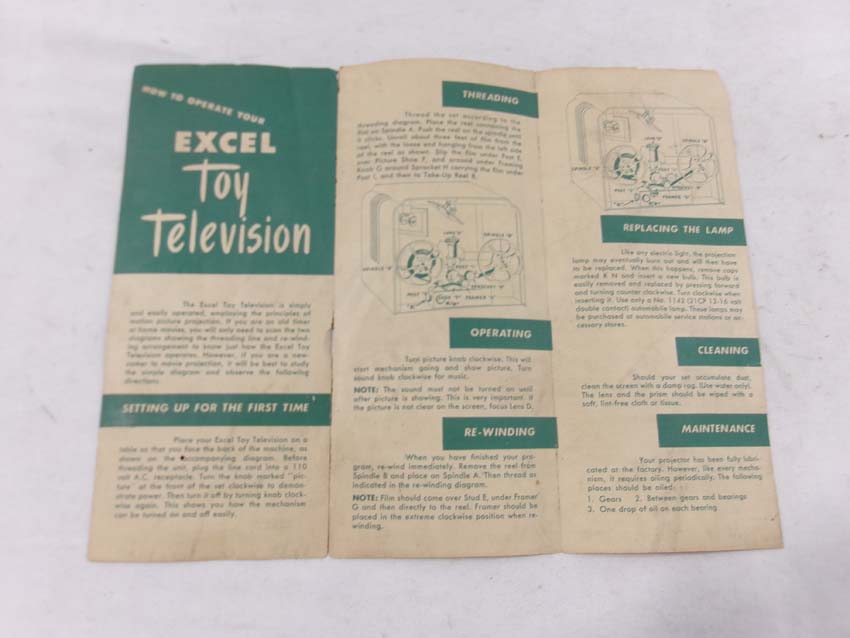 HOW TO OPERATE YOUR
EXCEL
Toy
Television
The Excel Toy Television is simply
and easily operated, employing the principles of
motion picture projection. If you are an old timer
at home movies, you will only need to scan the two
diagrams showing the threading line and re-wind-
ing arrangement to know just how the Excel Toy
Television operates. However, if you are a new-
comer to movie projection, it will be best to study
the simple diagram and observe the following
directions.
SETTING UP FOR THE FIRST TIME
Place your Excel Toy Television on a
table so that you face the back of the machine, as
shown on the accompanying diagram. Before
threading the unit, plug the line cord into a 110
volt A.C. receptacle. Turn the knob marked "pic-
ture" at the front of the set clockwise to demon-
strate power. Then turn it off by turning knob clock-
wise again. This shows you how the mechanism
can be turned on and off easily.
THREADING
Thread the set according to the
threading diagram. Place the reel containing the
film on Spindle A. Push the reel on the spindle until
it clicks. Unroll about three feet of film from the
reel, with the loose end hanging from the left side
of the reel as shown. Slip the film under Post E,
over Picture Shoe F, and around under Framing
Knob G around Sprocket H carrying the film under
Post I, and then to Take-Up Reel B.
LENS "D"
SPINDLE "B"
SPINDLE "A"
POST "I"
SPROCKET "H"
POST "E"
SHOE "F"
FRAMER "G"
OPERATING
Turn picture knob clockwise. This will
start mechanism going and show picture. Turn
sound knob clockwise for music.
NOTE: The sound must not be turned on until
after picture is showing. This is very important. If
the picture is not clear on the screen, focus Lens D.
RE-WINDING
When you have finished your pro-
gram, re-wind immediately. Remove the reel from
Spindle B and place on Spindle A. Then thread as
indicated in the re-winding diagram.
NOTE: Film should come over Stud E, under Framer
G and then directly to the reel. Framer should be
placed in the extreme clockwise position when re-
winding.
LENS "D"
SPINDLE "B"
SPINDLE "A"
POST "I"
FRAMER "G"
REPLACING THE LAMP
Like any electric light, the projection
lamp may eventually burn out and will then have
to be replaced. When this happens, remove caps
marked K N and insert a new bulb. This bulb is
easily removed and replaced by pressing forward
and turning counter clockwise. Turn clockwise when
inserting it. Use only a No. 1142 (21CP 12-16 volt
double contact) automobile lamp. These lamps may
be purchased at automobile service stations or ac-
cessory stores.
CLEANING
Should your set accumulate dust,
clean the screen with a damp rag. (Use water only).
The lens and the prism should be wiped with a
soft, lint-free cloth or tissue.
MAINTENANCE
Your projector has been fully lubri-
cated at the factory. However, like every mecha-
nism, it requires oiling periodically. The following
places should be oiled:
1. Gears 2. Between gears and bearings
3. One drop of oil on each bearing